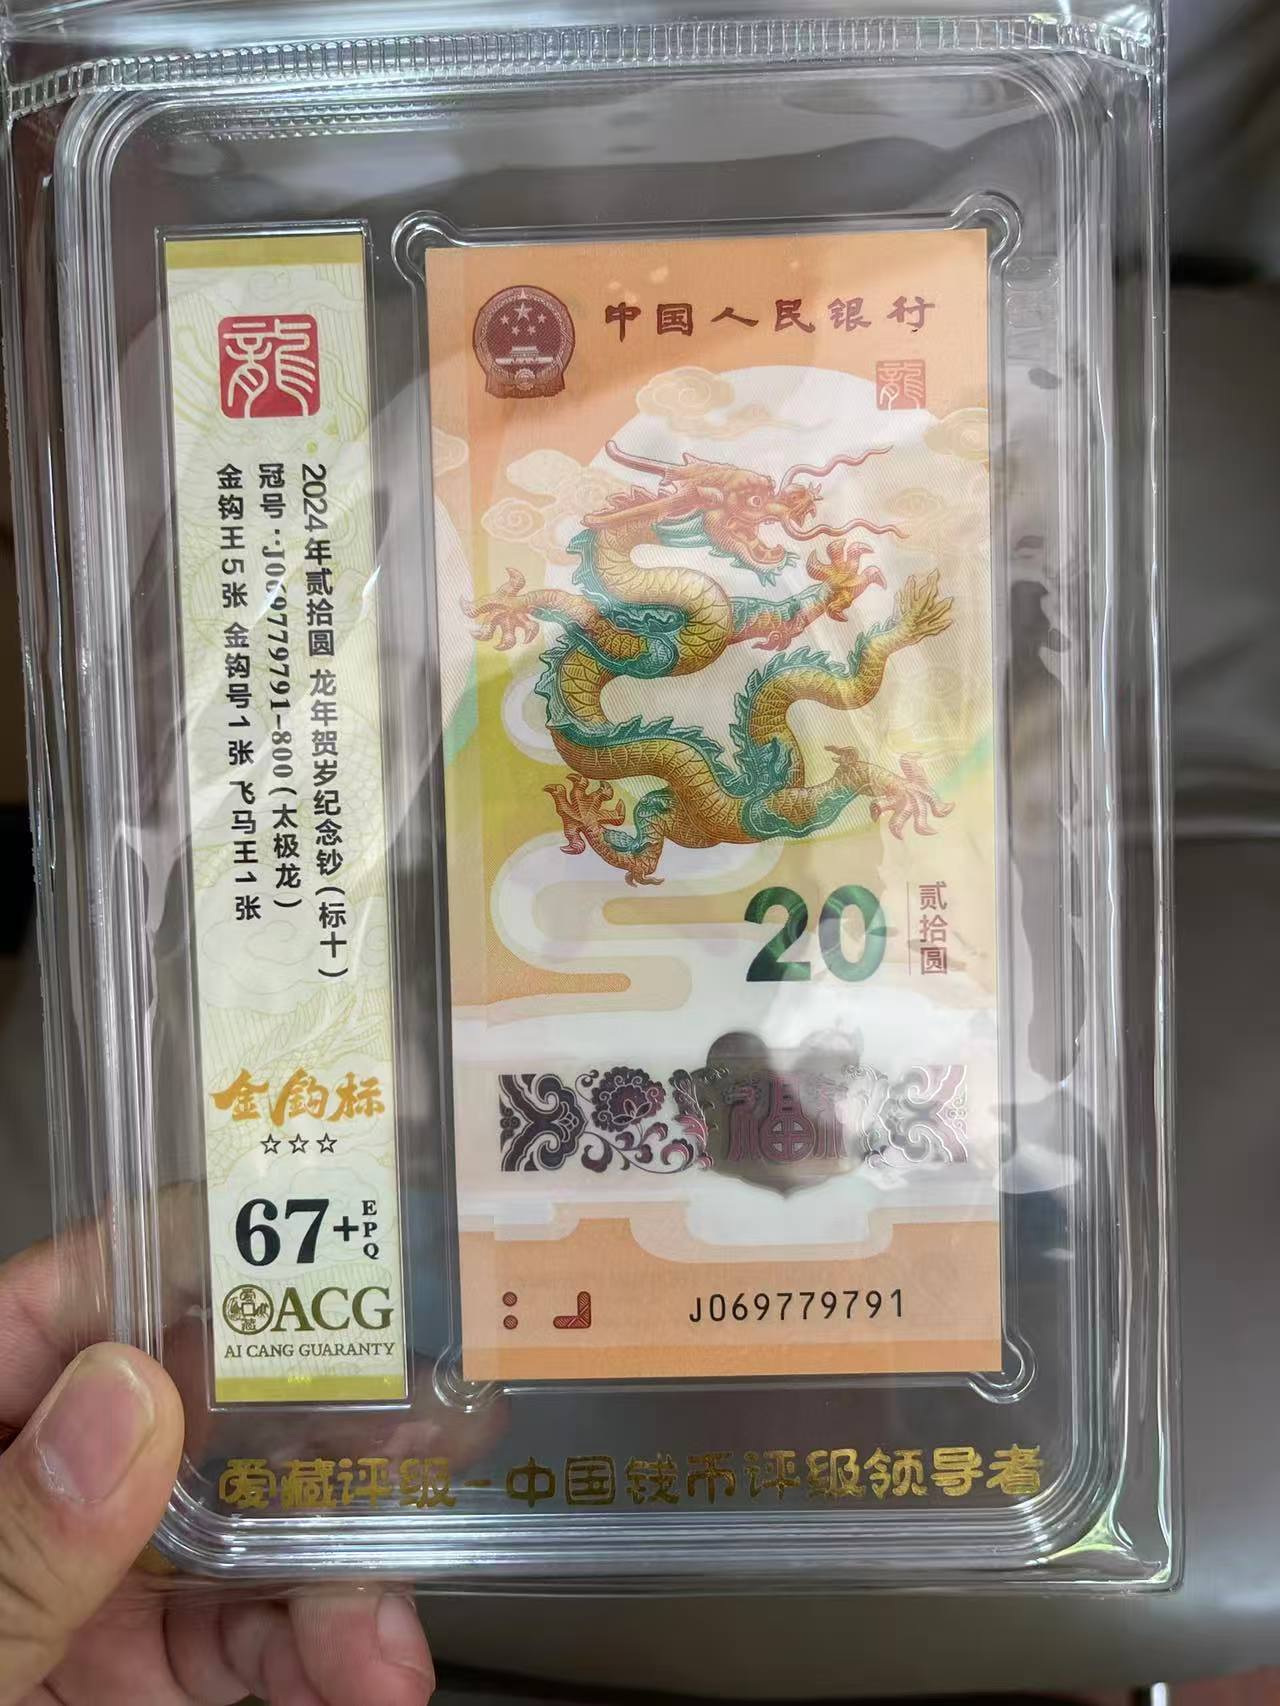 龍
2024年贰拾圆 龙年贺岁纪念钞(标十)
冠号:J069779791-800(太极龙)
金钩王5张 金钩号1张 飞马王1张
金鈎标
☆☆☆
67+EPQ
ACG
AI CANG GUARANTY
中国人民银行
龍
20
贰拾圆
福
J069779791
爱藏评级-中国钱币评级领导者